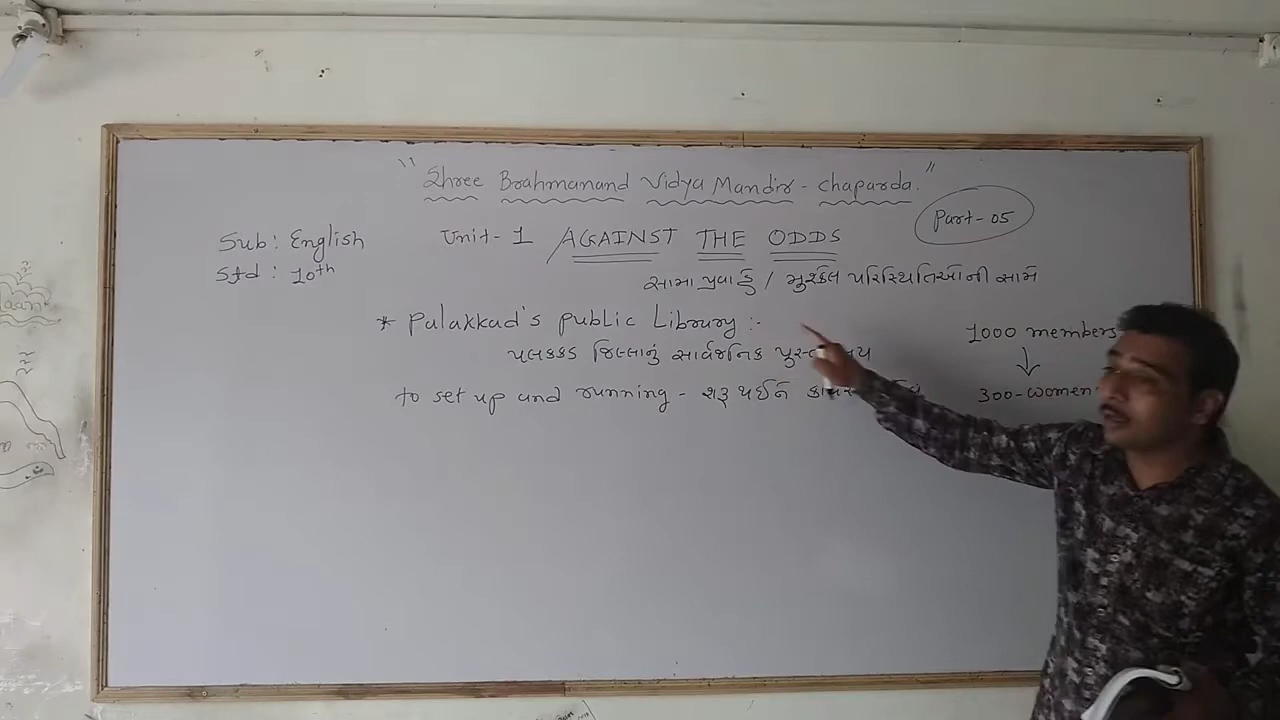 "Shree Brahmanand Vidya Mandir - Chaparda."
Part-05
Sub: English
Unit-1 AGAINST THE ODDS
Std: 10th
સામા પ્રવાહે / મુશ્કેલ પરિસ્થિતિઓની સામે
* Palakkad's public Library :-
1000 members
પલક્કડ જિલ્લાનું સાર્વજનિક
to set up and running - શરૂ થઈને
300-women